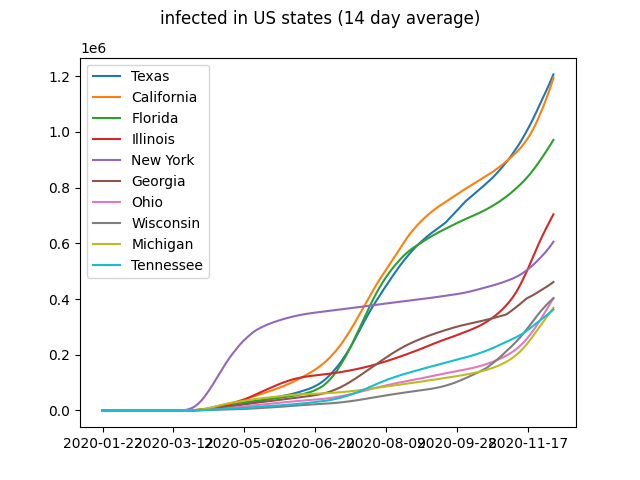 infected in US states (14 day average)
1e6
1.2
1.0
0.8
0.6
0.4
0.2
0.0
Texas
California
Florida
Illinois
New York
Georgia
Ohio
Wisconsin
Michigan
Tennessee
2020-01-22 2020-03-12 2020-05-01 2020-06-20 2020-08-09 2020-09-28 2020-11-17